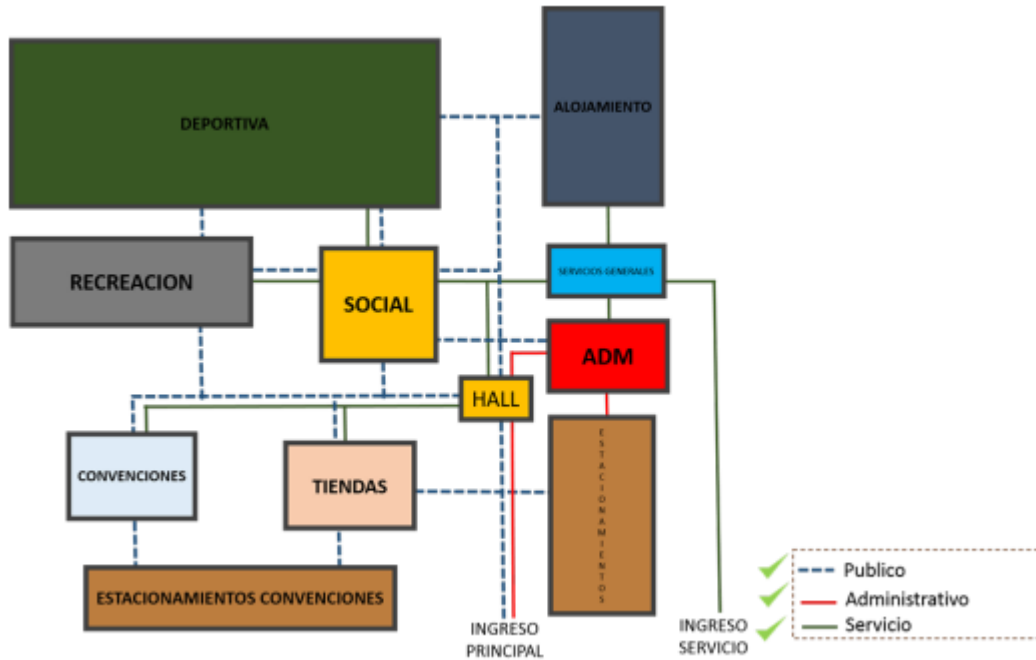 DEPORTIVA
ALOJAMIENTO
RECREACION
SOCIAL
SERVICIOS GENERALES
ADM
HALL
CONVENCIONES
TIENDAS
ESTACIONAMIENTOS
ESTACIONAMIENTOS CONVENCIONES
INGRESO
PRINCIPAL
INGRESO
SERVICIO
Publico
Administrativo
Servicio